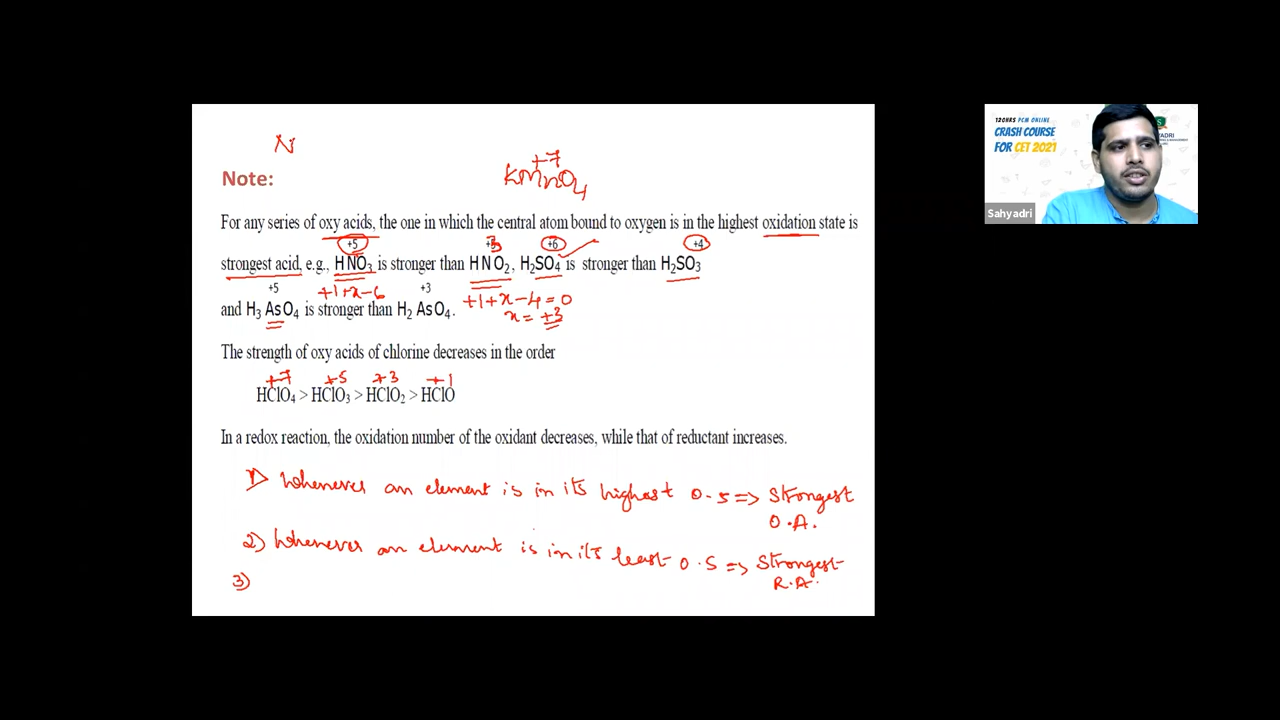 N
+7
KMnO4
Note:
For any series of oxy acids, the one in which the central atom bound to oxygen is in the highest oxidation state is
+5 +3 +6 +4
strongest acid, e.g., HNO3 is stronger than HNO2, H2SO4 is stronger than H2SO3
+1+x-6
+5 +3 +1+x-4=0
and H3AsO4 is stronger than H2AsO4.
x= +3
The strength of oxy acids of chlorine decreases in the order
+7 +5 +3 +1
HClO4 > HClO3 > HClO2 > HClO
In a redox reaction, the oxidation number of the oxidant decreases, while that of reductant increases.
1) Whenever an element is in its highest O.S => Strongest
O.A.
2) Whenever an element is in its least O.S => Strongest
R.A.
3)
120HRS PCM ONLINE
CRASH COURSE
FOR CET 2021
Sahyadri